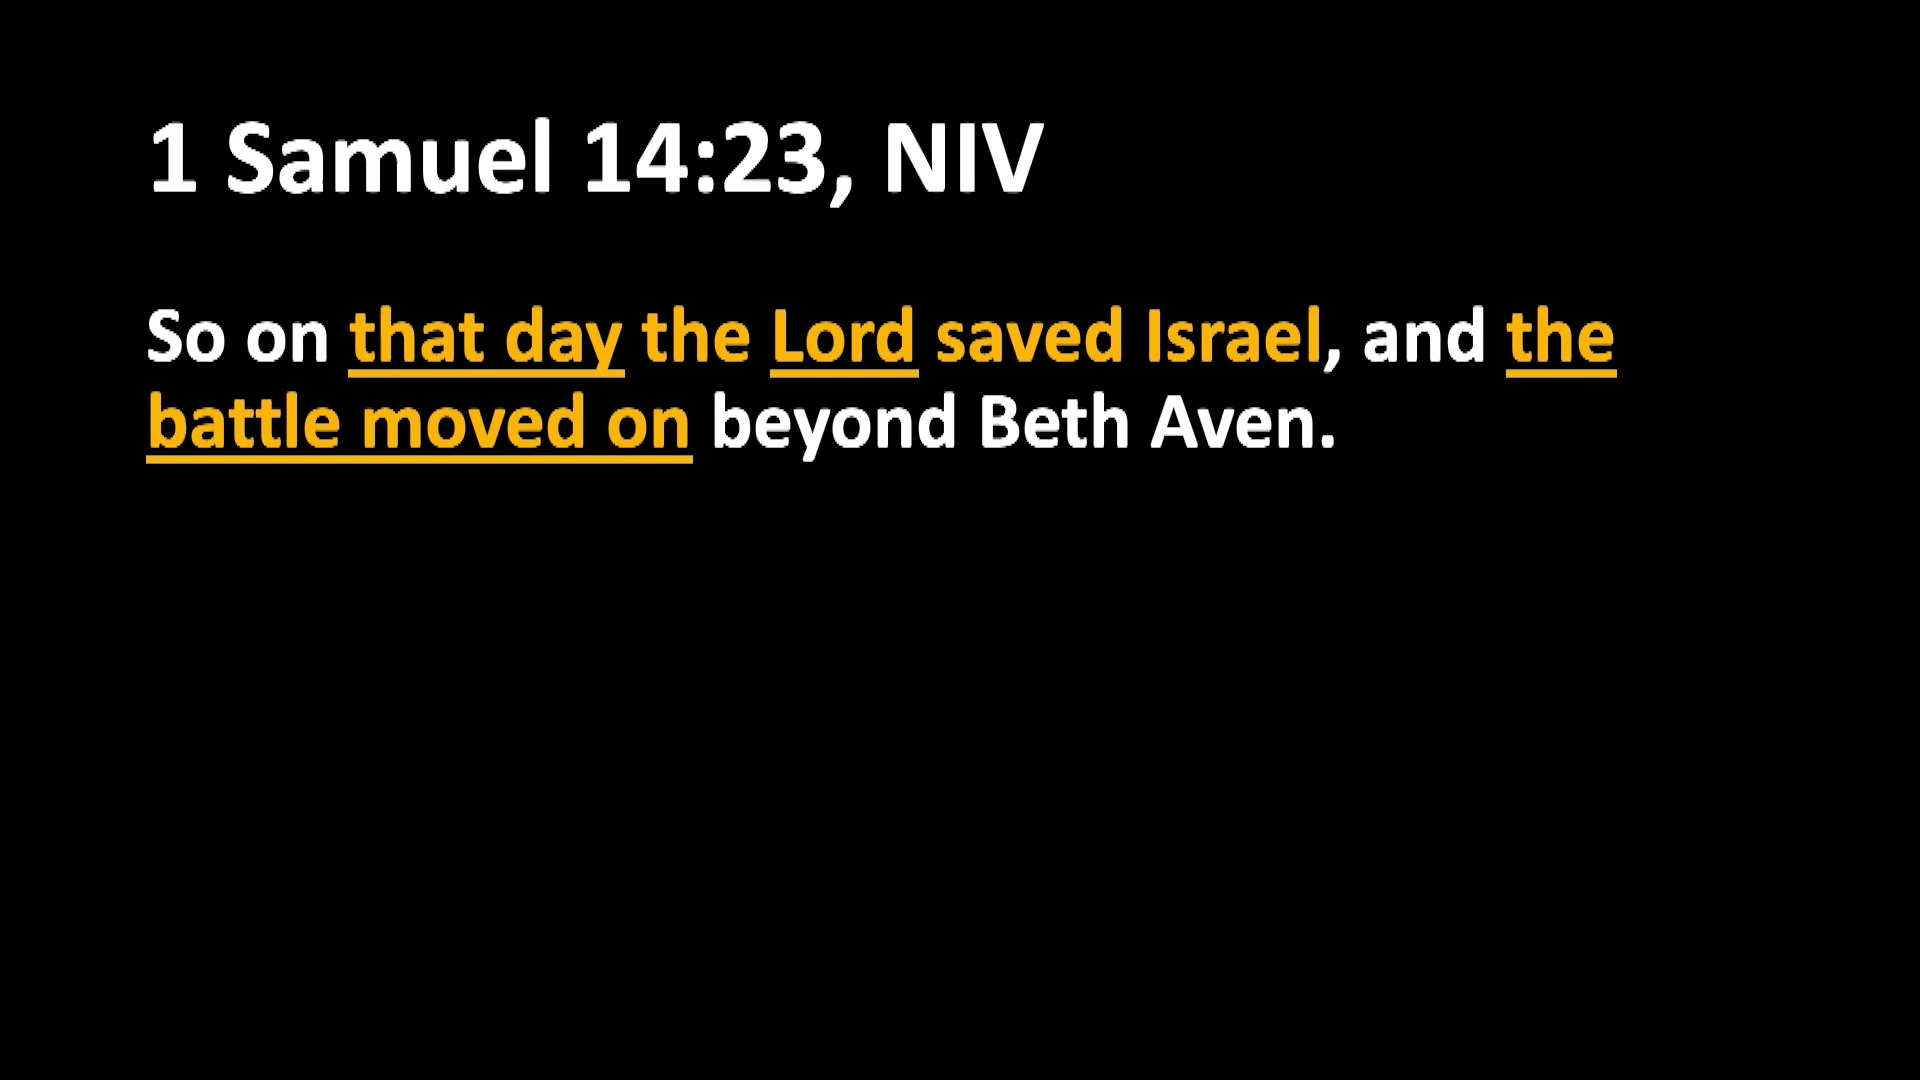 1 Samuel 14:23, NIV
So on that day the Lord saved Israel, and the
battle moved on beyond Beth Aven.